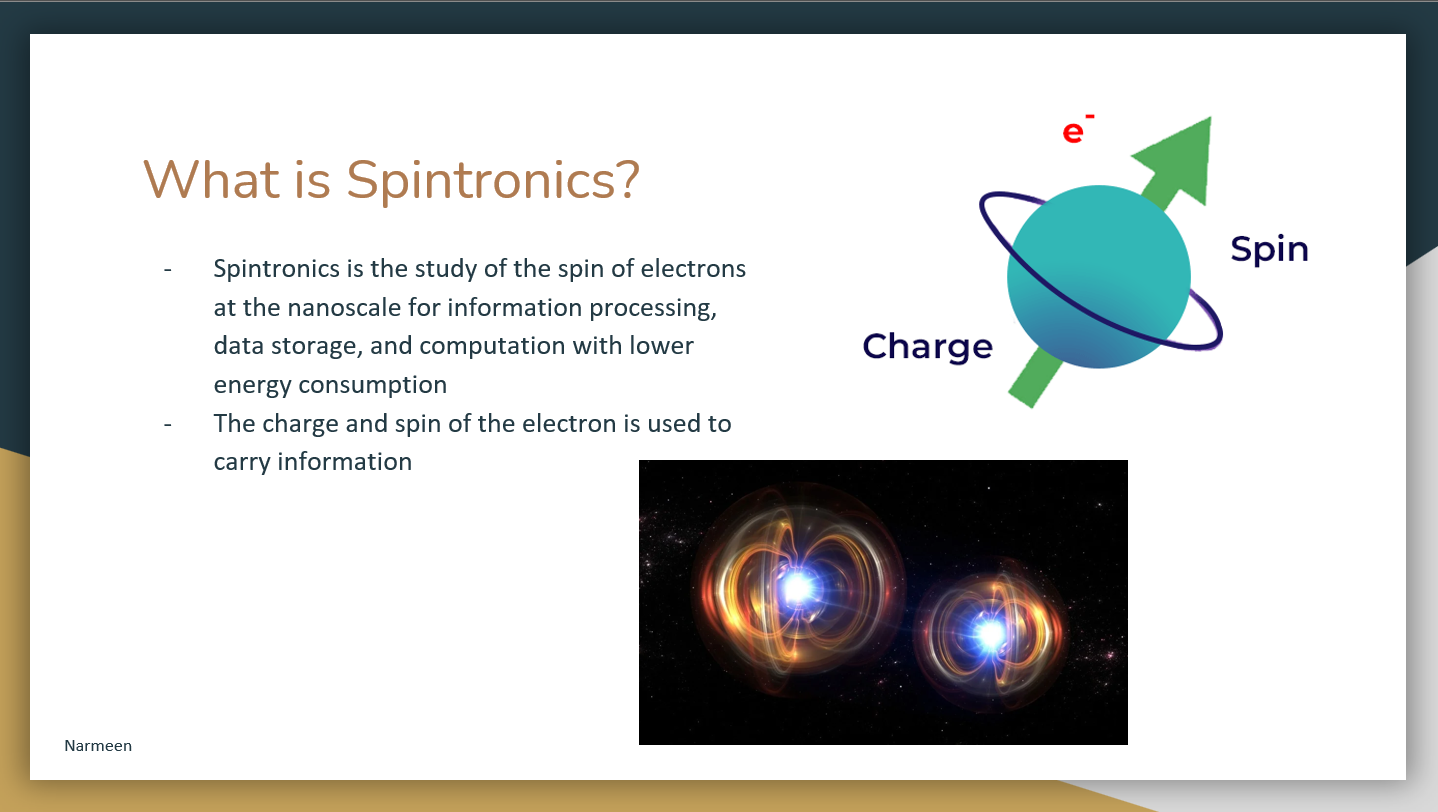 What is Spintronics?
- Spintronics is the study of the spin of electrons
at the nanoscale for information processing,
data storage, and computation with lower
energy consumption
- The charge and spin of the electron is used to
carry information
e-
Spin
Charge
Narmeen